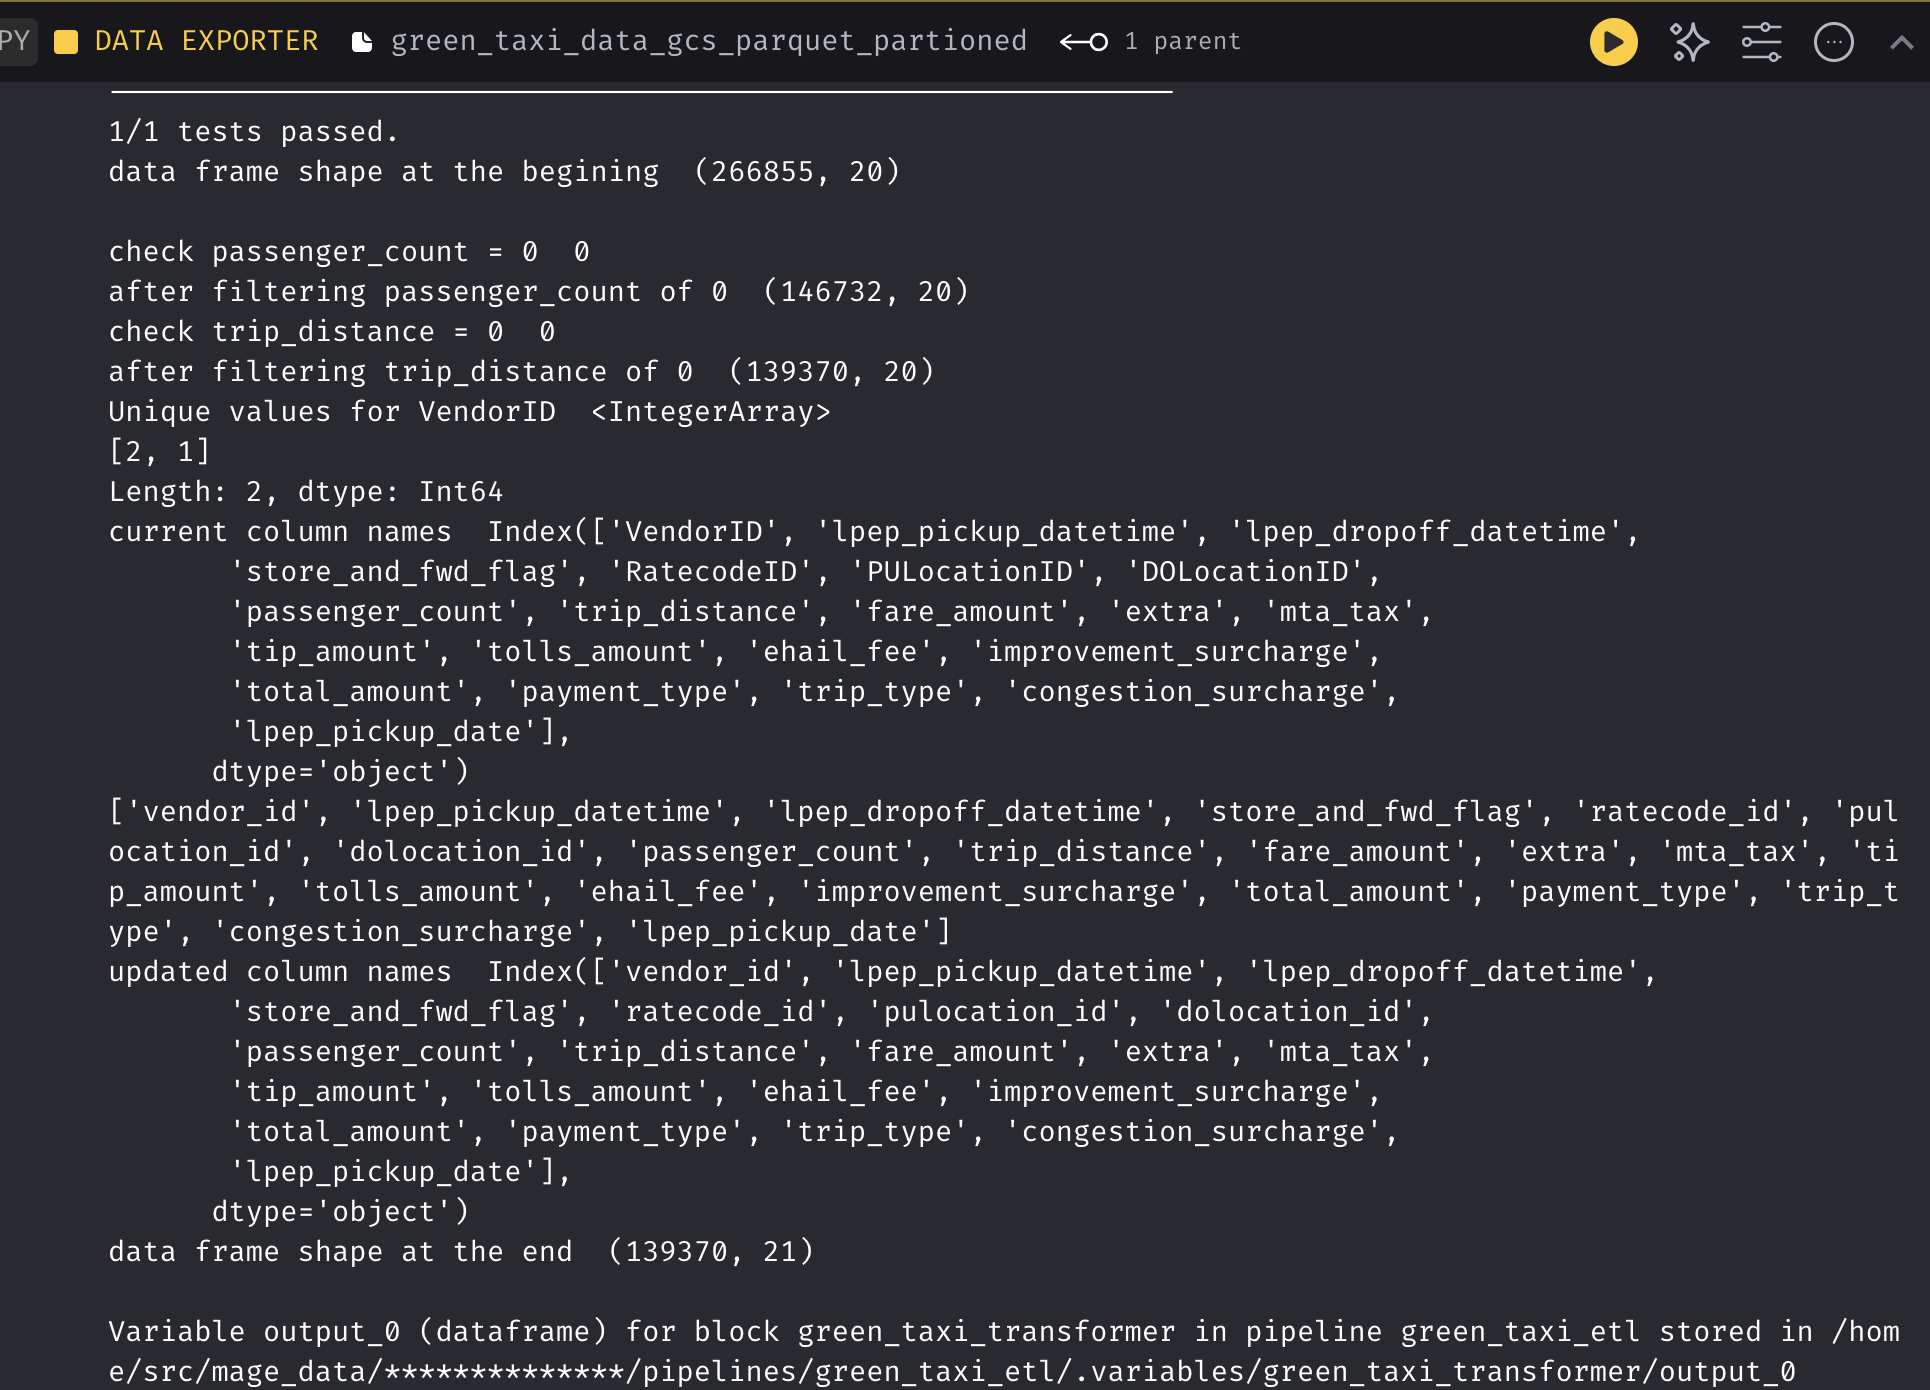 PY DATA EXPORTER green_taxi_data_gcs_parquet_partioned 1 parent
1/1 tests passed.
data frame shape at the begining  (266855, 20)
check passenger_count = 0  0
after filtering passenger_count of 0  (146732, 20)
check trip_distance = 0  0
after filtering trip_distance of 0  (139370, 20)
Unique values for VendorID  <IntegerArray>
[2, 1]
Length: 2, dtype: Int64
current column names  Index(['VendorID', 'lpep_pickup_datetime', 'lpep_dropoff_datetime',
'store_and_fwd_flag', 'RatecodeID', 'PULocationID', 'DOLocationID',
'passenger_count', 'trip_distance', 'fare_amount', 'extra', 'mta_tax',
'tip_amount', 'tolls_amount', 'ehail_fee', 'improvement_surcharge',
'total_amount', 'payment_type', 'trip_type', 'congestion_surcharge',
'lpep_pickup_date'],
dtype='object')
['vendor_id', 'lpep_pickup_datetime', 'lpep_dropoff_datetime', 'store_and_fwd_flag', 'ratecode_id', 'pul
ocation_id', 'dolocation_id', 'passenger_count', 'trip_distance', 'fare_amount', 'extra', 'mta_tax', 'ti
p_amount', 'tolls_amount', 'ehail_fee', 'improvement_surcharge', 'total_amount', 'payment_type', 'trip_t
ype', 'congestion_surcharge', 'lpep_pickup_date']
updated column names  Index(['vendor_id', 'lpep_pickup_datetime', 'lpep_dropoff_datetime',
'store_and_fwd_flag', 'ratecode_id', 'pulocation_id', 'dolocation_id',
'passenger_count', 'trip_distance', 'fare_amount', 'extra', 'mta_tax',
'tip_amount', 'tolls_amount', 'ehail_fee', 'improvement_surcharge',
'total_amount', 'payment_type', 'trip_type', 'congestion_surcharge',
'lpep_pickup_date'],
dtype='object')
data frame shape at the end  (139370, 21)
Variable output_0 (dataframe) for block green_taxi_transformer in pipeline green_taxi_etl stored in /hom
e/src/mage_data/**************/pipelines/green_taxi_etl/.variables/green_taxi_transformer/output_0